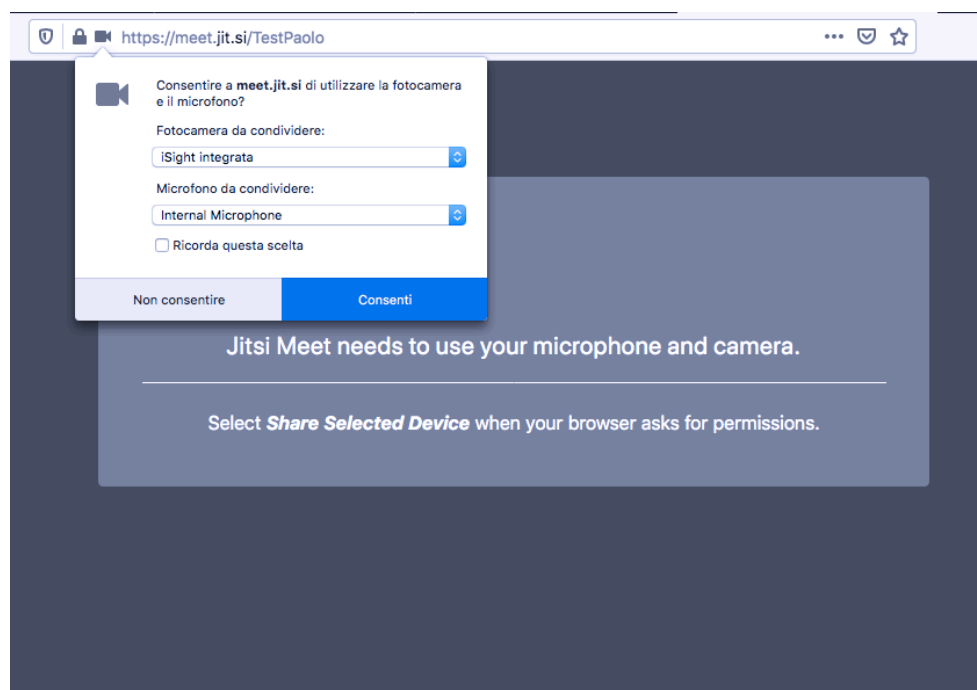 https://meet.jit.si/TestPaolo
Consentire a meet.jit.si di utilizzare la fotocamera
e il microfono?
Fotocamera da condividere:
iSight integrata
Microfono da condividere:
Internal Microphone
Ricorda questa scelta
Non consentire
Consenti
Jitsi Meet needs to use your microphone and camera.
Select Share Selected Device when your browser asks for permissions.